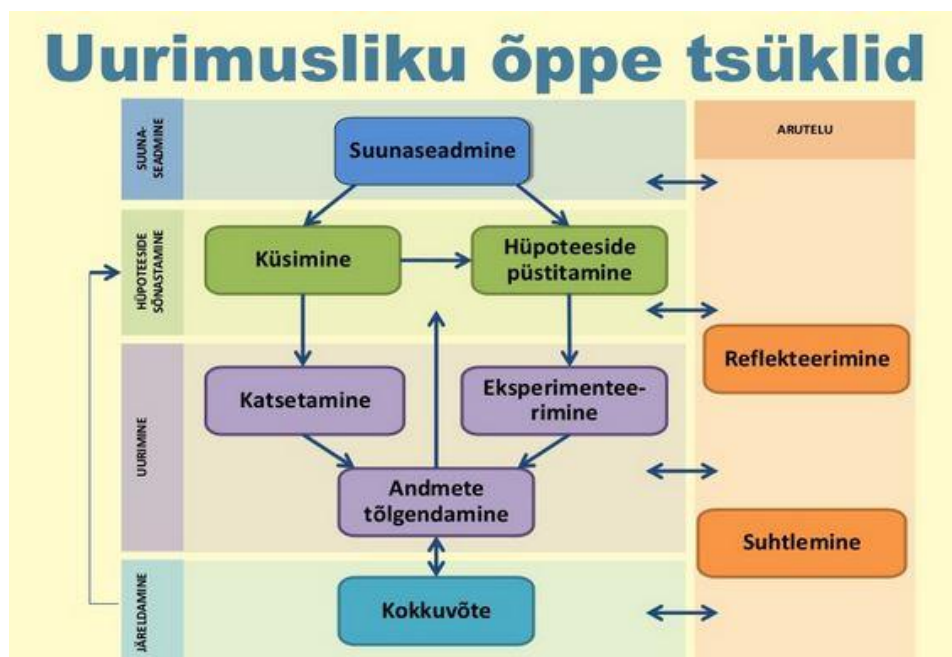 Uurimusliku õppe tsüklid
SUUNA-
SEADMINE
Suunaseadmine
ARUTELU
HÜPOTEESIDE
SÕNASTAMINE
Küsimine
Hüpoteeside
püstitamine
Reflekteerimine
UURIMINE
Katsetamine
Eksperimentee-
rimine
Andmete
tõlgendamine
Suhtlemine
JÄRELDAMINE
Kokkuvõte